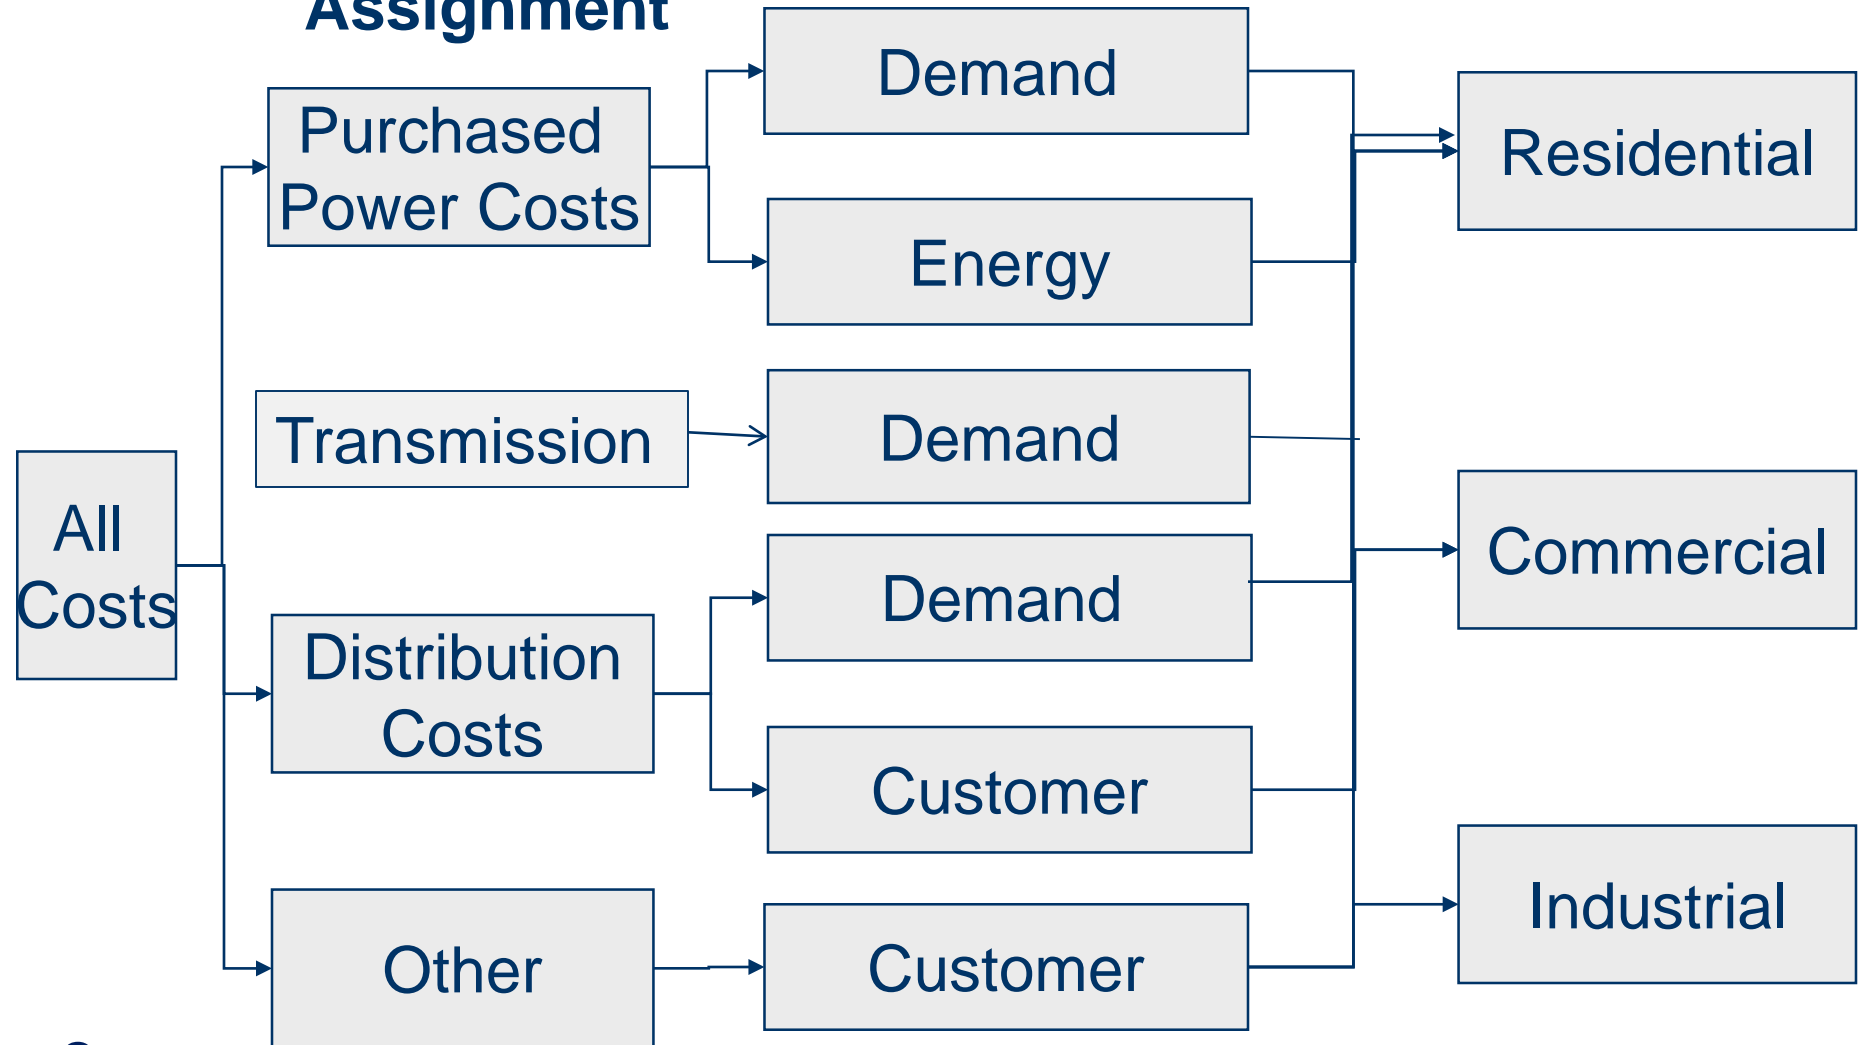 Assignment
Demand
Purchased
Power Costs
Residential
Energy
Transmission
Demand
All
Costs
Commercial
Demand
Distribution
Costs
Customer
Industrial
Other
Customer